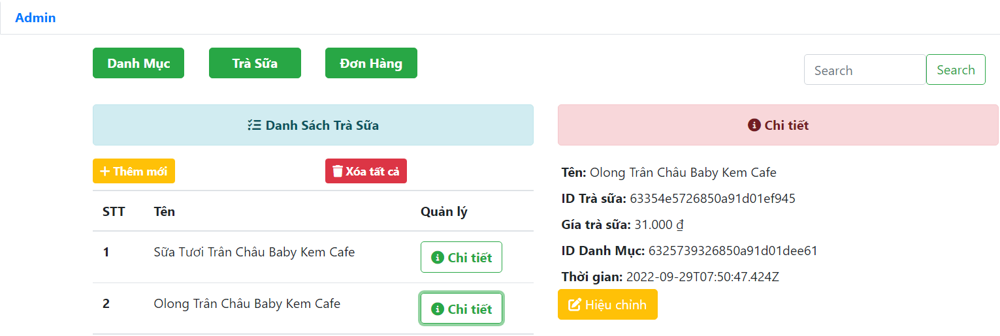 Admin
Danh Mục
Trà Sữa
Đơn Hàng
Search
Search
Danh Sách Trà Sữa
Thêm mới
Xóa tất cả
STT Tên Quản lý
1 Sữa Tươi Trân Châu Baby Kem Cafe Chi tiết
2 Olong Trân Châu Baby Kem Cafe Chi tiết
Chi tiết
Tên: Olong Trân Châu Baby Kem Cafe
ID Trà sữa: 63354e5726850a91d01ef945
Gía trà sữa: 31.000 ₫
ID Danh Mục: 6325739326850a91d01dee61
Thời gian: 2022-09-29T07:50:47.424Z
Hiệu chỉnh